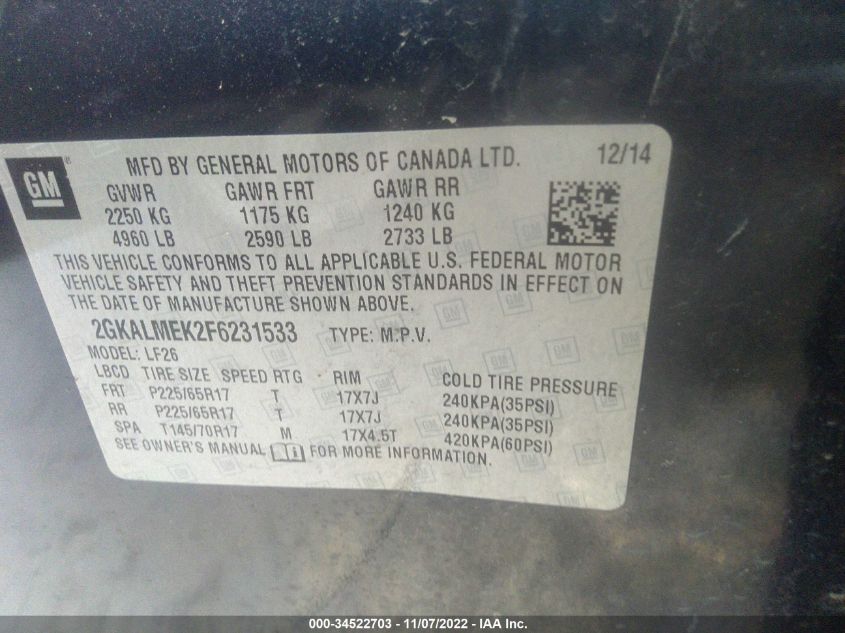 GM ®
MFD BY GENERAL MOTORS OF CANADA LTD. 12/14
GVWR GAWR FRT GAWR RR
2250 KG 1175 KG 1240 KG
4960 LB 2590 LB 2733 LB
THIS VEHICLE CONFORMS TO ALL APPLICABLE U.S. FEDERAL MOTOR
VEHICLE SAFETY AND THEFT PREVENTION STANDARDS IN EFFECT ON
THE DATE OF MANUFACTURE SHOWN ABOVE.
2GKALMEK2F6231533 TYPE: M.P.V.
MODEL: LF26
LBCD TIRE SIZE SPEED RTG RIM COLD TIRE PRESSURE
FRT P225/65R17 T 17X7J 240KPA(35PSI)
RR P225/65R17 T 17X7J 240KPA(35PSI)
SPA T145/70R17 M 17X4.5T 420KPA(60PSI)
SEE OWNER'S MANUAL i FOR MORE INFORMATION.
000-34522703 - 11/07/2022 - IAA Inc.